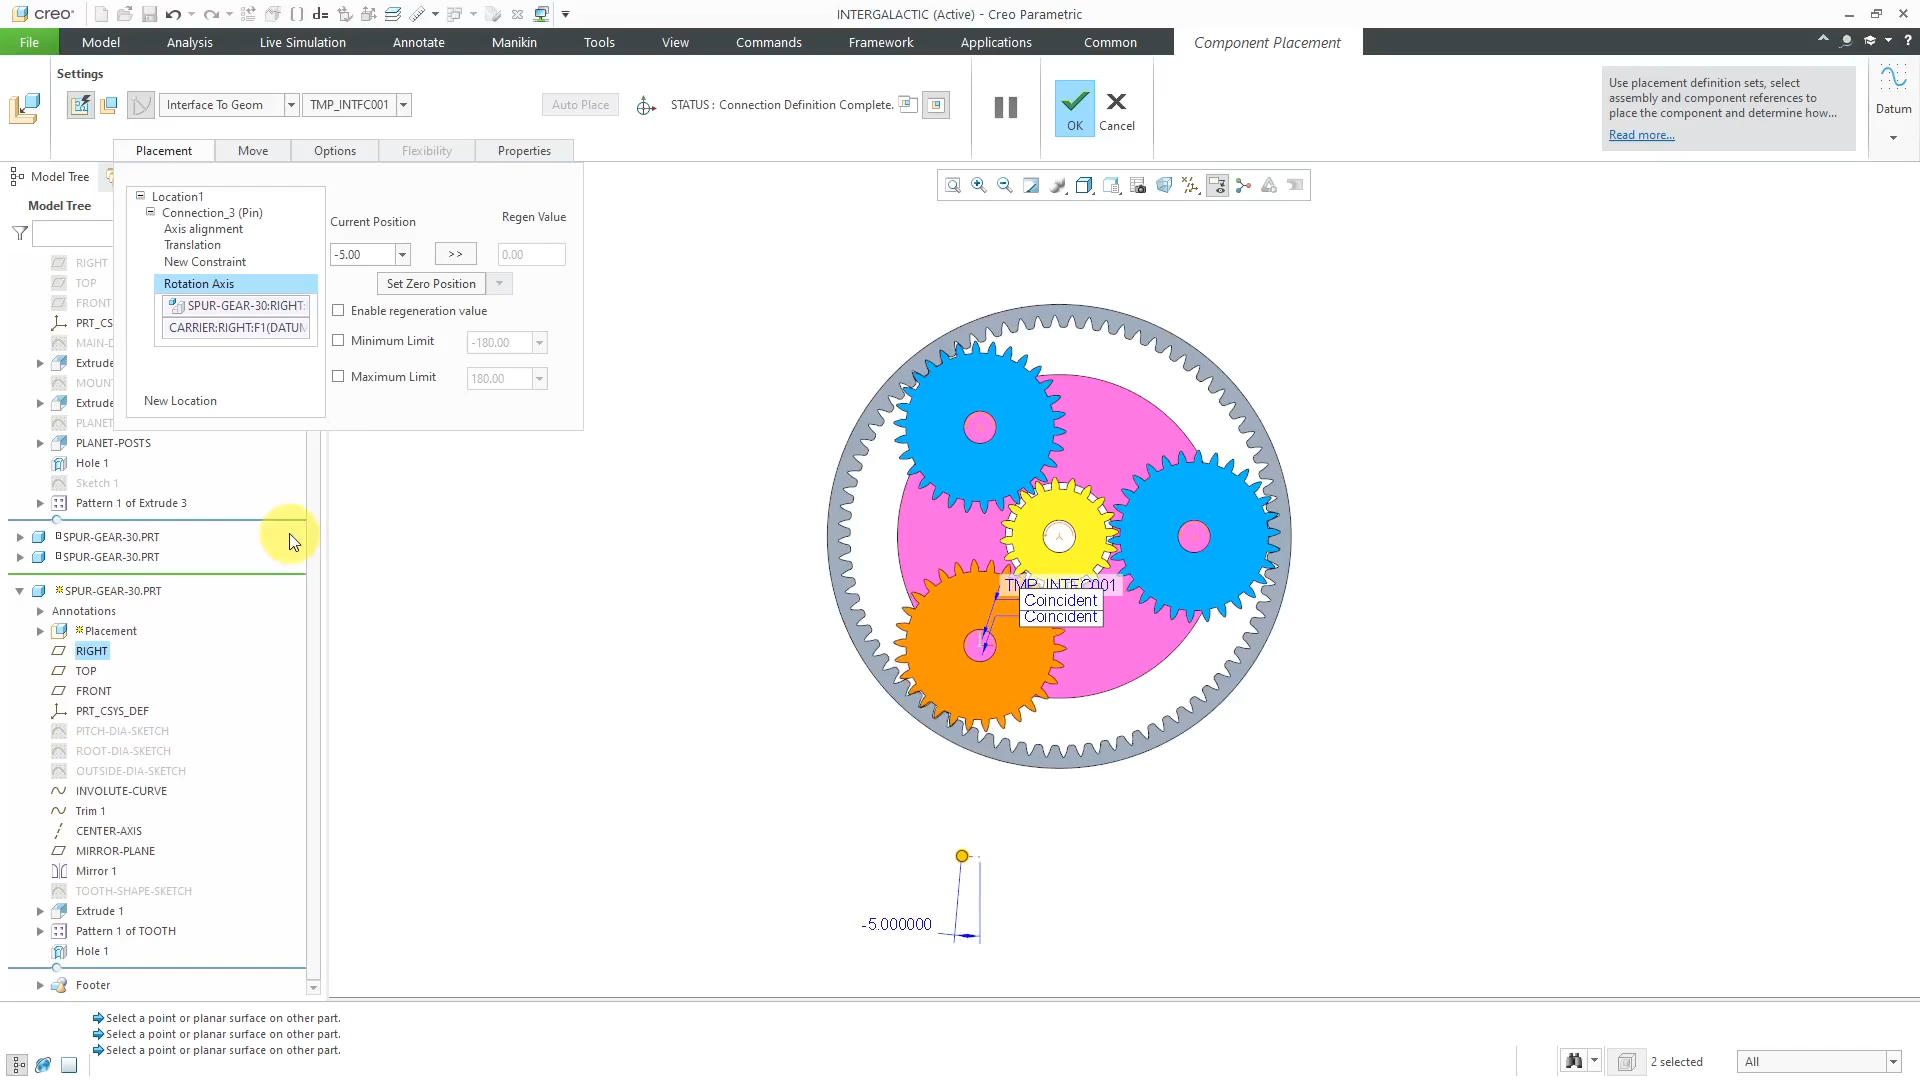 creo
INTERGALACTIC (Active) - Creo Parametric
File
Model
Analysis
Live Simulation
Annotate
Manikin
Tools
View
Commands
Framework
Applications
Common
Component Placement
Settings
Interface To Geom
TMP_INTFC001
Auto Place
STATUS : Connection Definition Complete.
OK
Cancel
Use placement definition sets, select
assembly and component references to
place the component and determine how...
Read more...
Datum
Placement
Move
Options
Flexibility
Properties
Model Tree
Model Tree
Location1
Connection_3 (Pin)
Axis alignment
Translation
New Constraint
Rotation Axis
SPUR-GEAR-30:RIGHT:
CARRIER:RIGHT:F1(DATUM
New Location
Current Position
Regen Value
-5.00
>>
0.00
Set Zero Position
Enable regeneration value
Minimum Limit
-180.00
Maximum Limit
180.00
RIGHT
TOP
FRONT
PRT_CS
MAIN-D
Extrude
MOUN
Extrude
PLANET
PLANET-POSTS
Hole 1
Sketch 1
Pattern 1 of Extrude 3
SPUR-GEAR-30.PRT
SPUR-GEAR-30.PRT
SPUR-GEAR-30.PRT
Annotations
Placement
RIGHT
TOP
FRONT
PRT_CSYS_DEF
PITCH-DIA-SKETCH
ROOT-DIA-SKETCH
OUTSIDE-DIA-SKETCH
INVOLUTE-CURVE
Trim 1
CENTER-AXIS
MIRROR-PLANE
Mirror 1
TOOTH-SHAPE-SKETCH
Extrude 1
Pattern 1 of TOOTH
Hole 1
Footer
TMP_INTFC001
Coincident
Coincident
-5.000000
Select a point or planar surface on other part.
Select a point or planar surface on other part.
Select a point or planar surface on other part.
2 selected
All